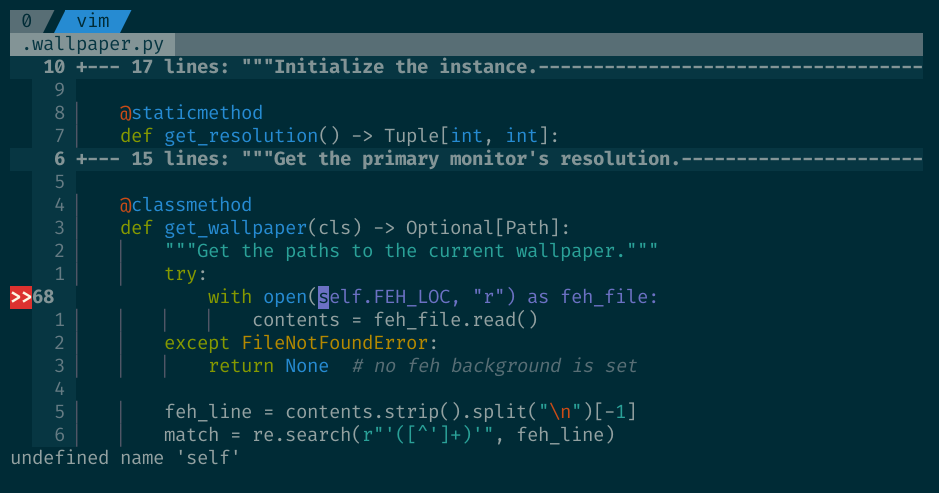 0 vim
.wallpaper.py
10 +--- 17 lines: """Initialize the instance.-----------------------------------
9
8 @staticmethod
7 def get_resolution() -> Tuple[int, int]:
6 +--- 15 lines: """Get the primary monitor's resolution.----------------------
5
4 @classmethod
3 def get_wallpaper(cls) -> Optional[Path]:
2 """Get the paths to the current wallpaper."""
1 try:
>>68 with open(self.FEH_LOC, "r") as feh_file:
1 contents = feh_file.read()
2 except FileNotFoundError:
3 return None  # no feh background is set
4
5 feh_line = contents.strip().split("\n")[-1]
6 match = re.search(r"'([^']+)'", feh_line)
undefined name 'self'